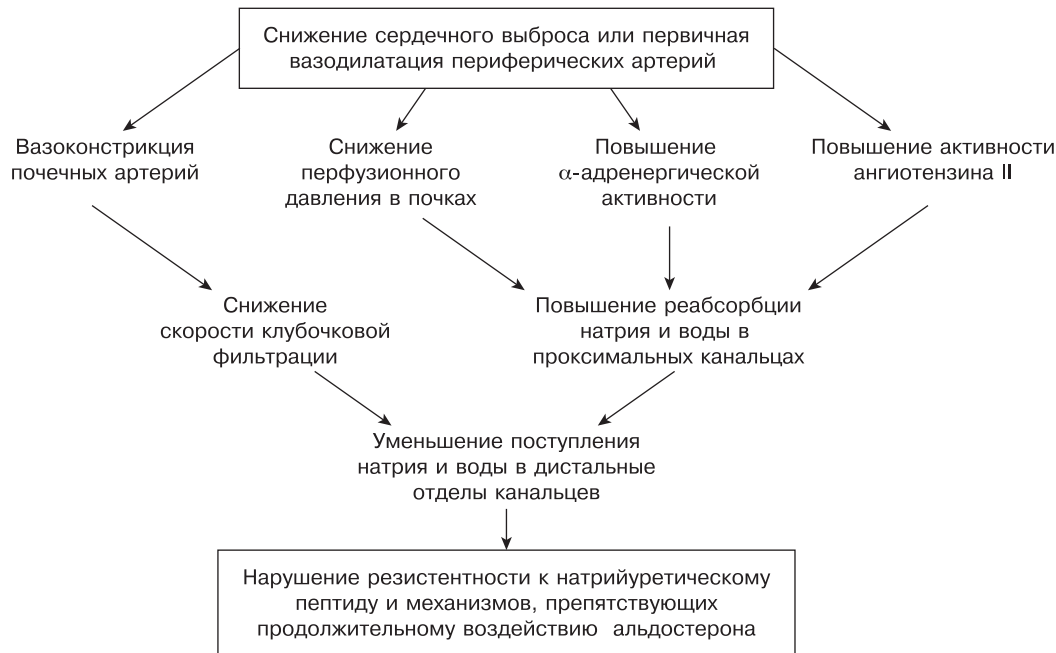 Снижение сердечного выброса или первичная
вазодилатация периферических артерий
Вазоконстрикция
почечных артерий
Снижение
перфузионного
давления в почках
Повышение
α-адренергической
активности
Повышение активности
ангиотензина II
Снижение
скорости клубочковой
фильтрации
Повышение реабсорбции
натрия и воды в
проксимальных канальцах
Уменьшение поступления
натрия и воды в дистальные
отделы канальцев
Нарушение резистентности к натрийуретическому
пептиду и механизмов, препятствующих
продолжительному воздействию альдостерона